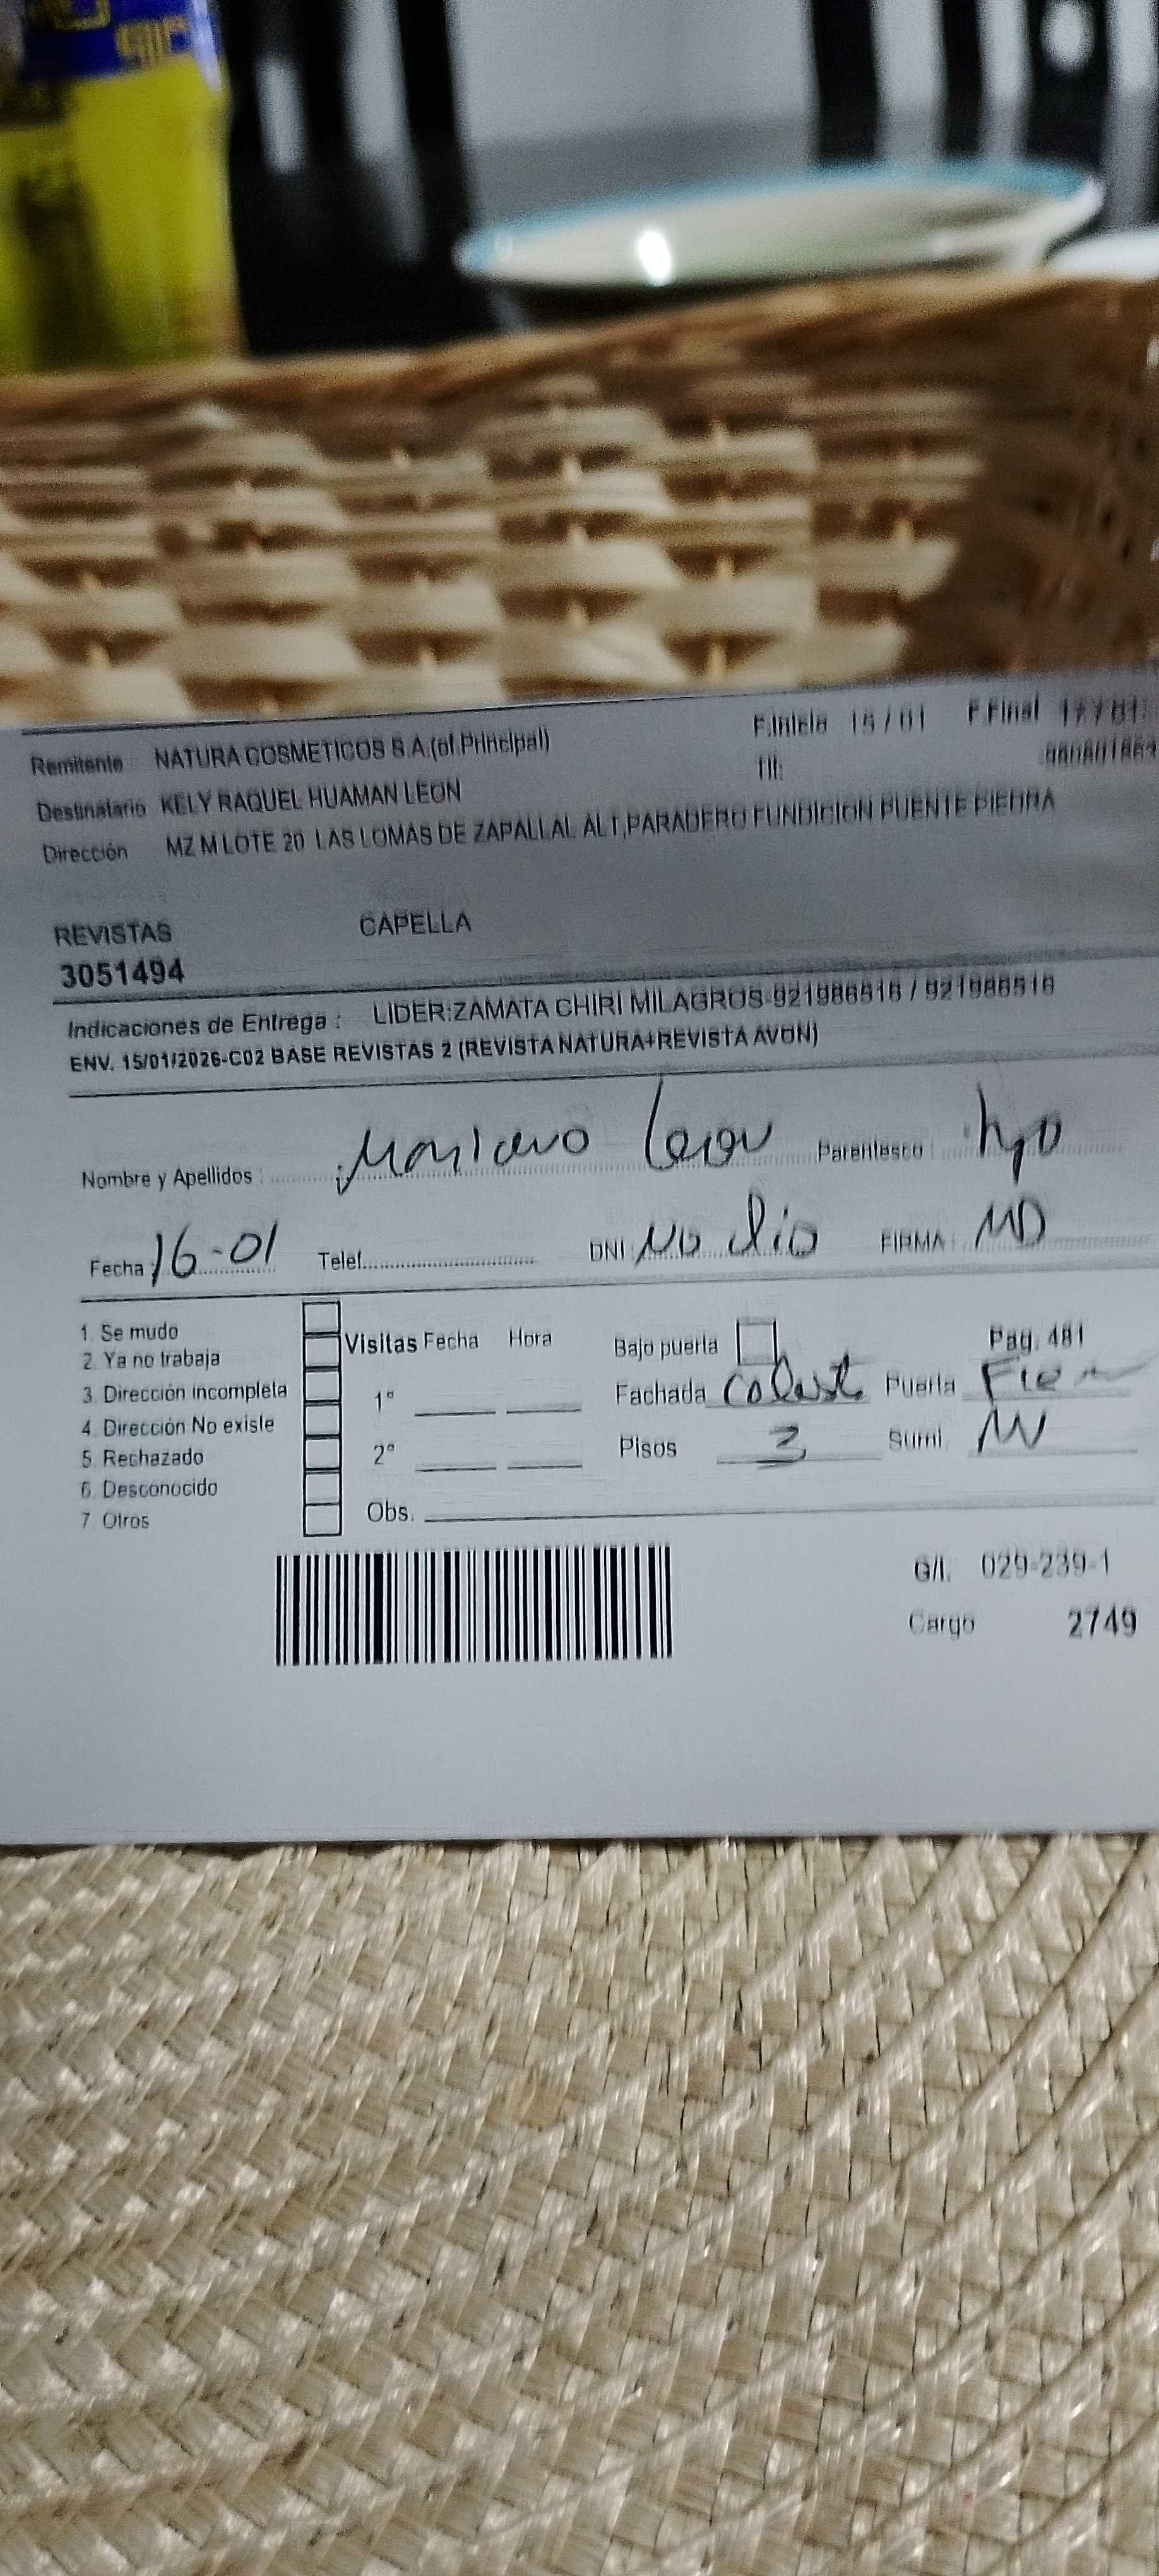 Remitente NATURA COSMETICOS S.A.(of.Principal) F.Inicio 15 / 01 F.Final
Destinatario KELY RAQUEL HUAMAN LEON Tlf:
Dirección MZ M LOTE 20 LAS LOMAS DE ZAPALLAL ALT,PARADERO FUNDICION PUENTE PIEDRA
REVISTAS CAPELLA
3051494
Indicaciones de Entrega : LIDER:ZAMATA CHIRI MILAGROS 921986516 / 921986516
ENV. 15/01/2026-C02 BASE REVISTAS 2 (REVISTA NATURA+REVISTA AVON)
Nombre y Apellidos : Mariano Leon Parentesco : hijo
Fecha 16-01 Telef. DNI: No dio FIRMA : MD
1. Se mudo
2. Ya no trabaja
3. Dirección incompleta
4. Dirección No existe
5. Rechazado
6. Desconocido
7. Otros
Visitas Fecha Hora
1°
2°
Obs.
Bajo puerta Pag. 481
Fachada Celeste Puerta Fierro
Pisos 3 Sumi.
G/L 029-239-1
Cargo 2749